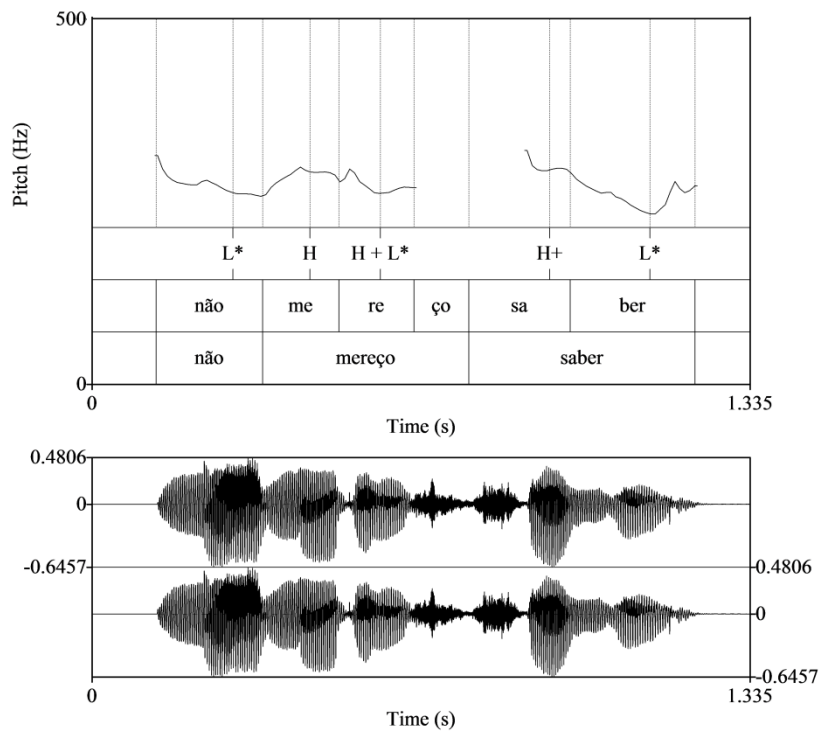 500
Pitch (Hz)
L* H H + L* H+ L*
não me re ço sa ber
não mereço saber
0
0 1.335
Time (s)
0.4806
0
-0.6457 0.4806
0
-0.6457
0 1.335
Time (s)